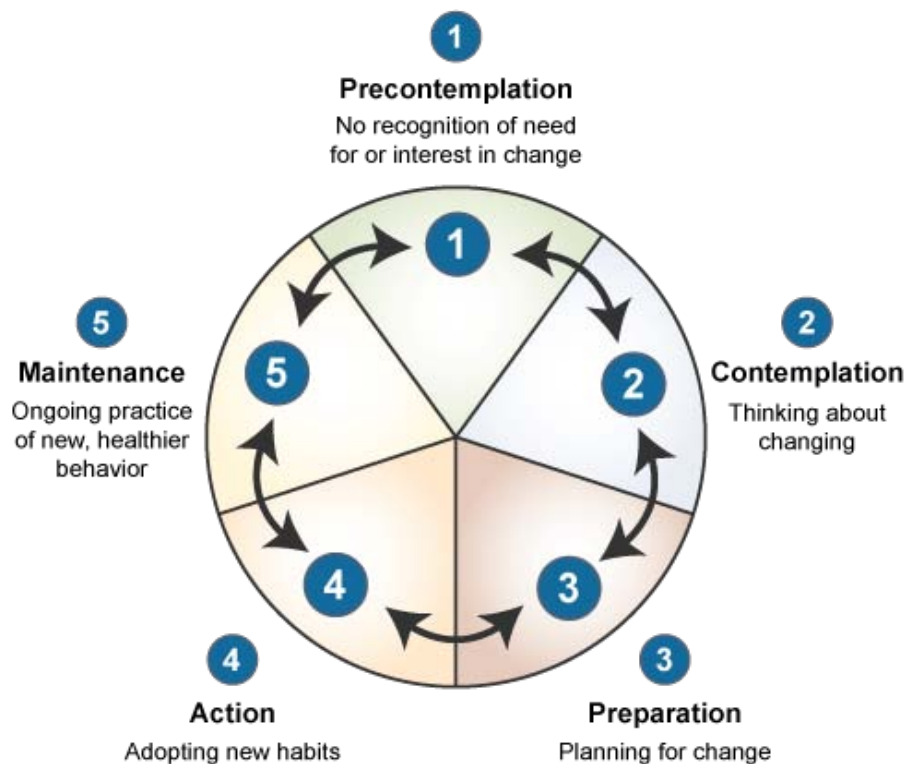 1
Precontemplation
No recognition of need
for or interest in change
1
2
Contemplation
Thinking about
changing
2
3
Preparation
Planning for change
3
4
Action
Adopting new habits
4
5
Maintenance
Ongoing practice
of new, healthier
behavior
5